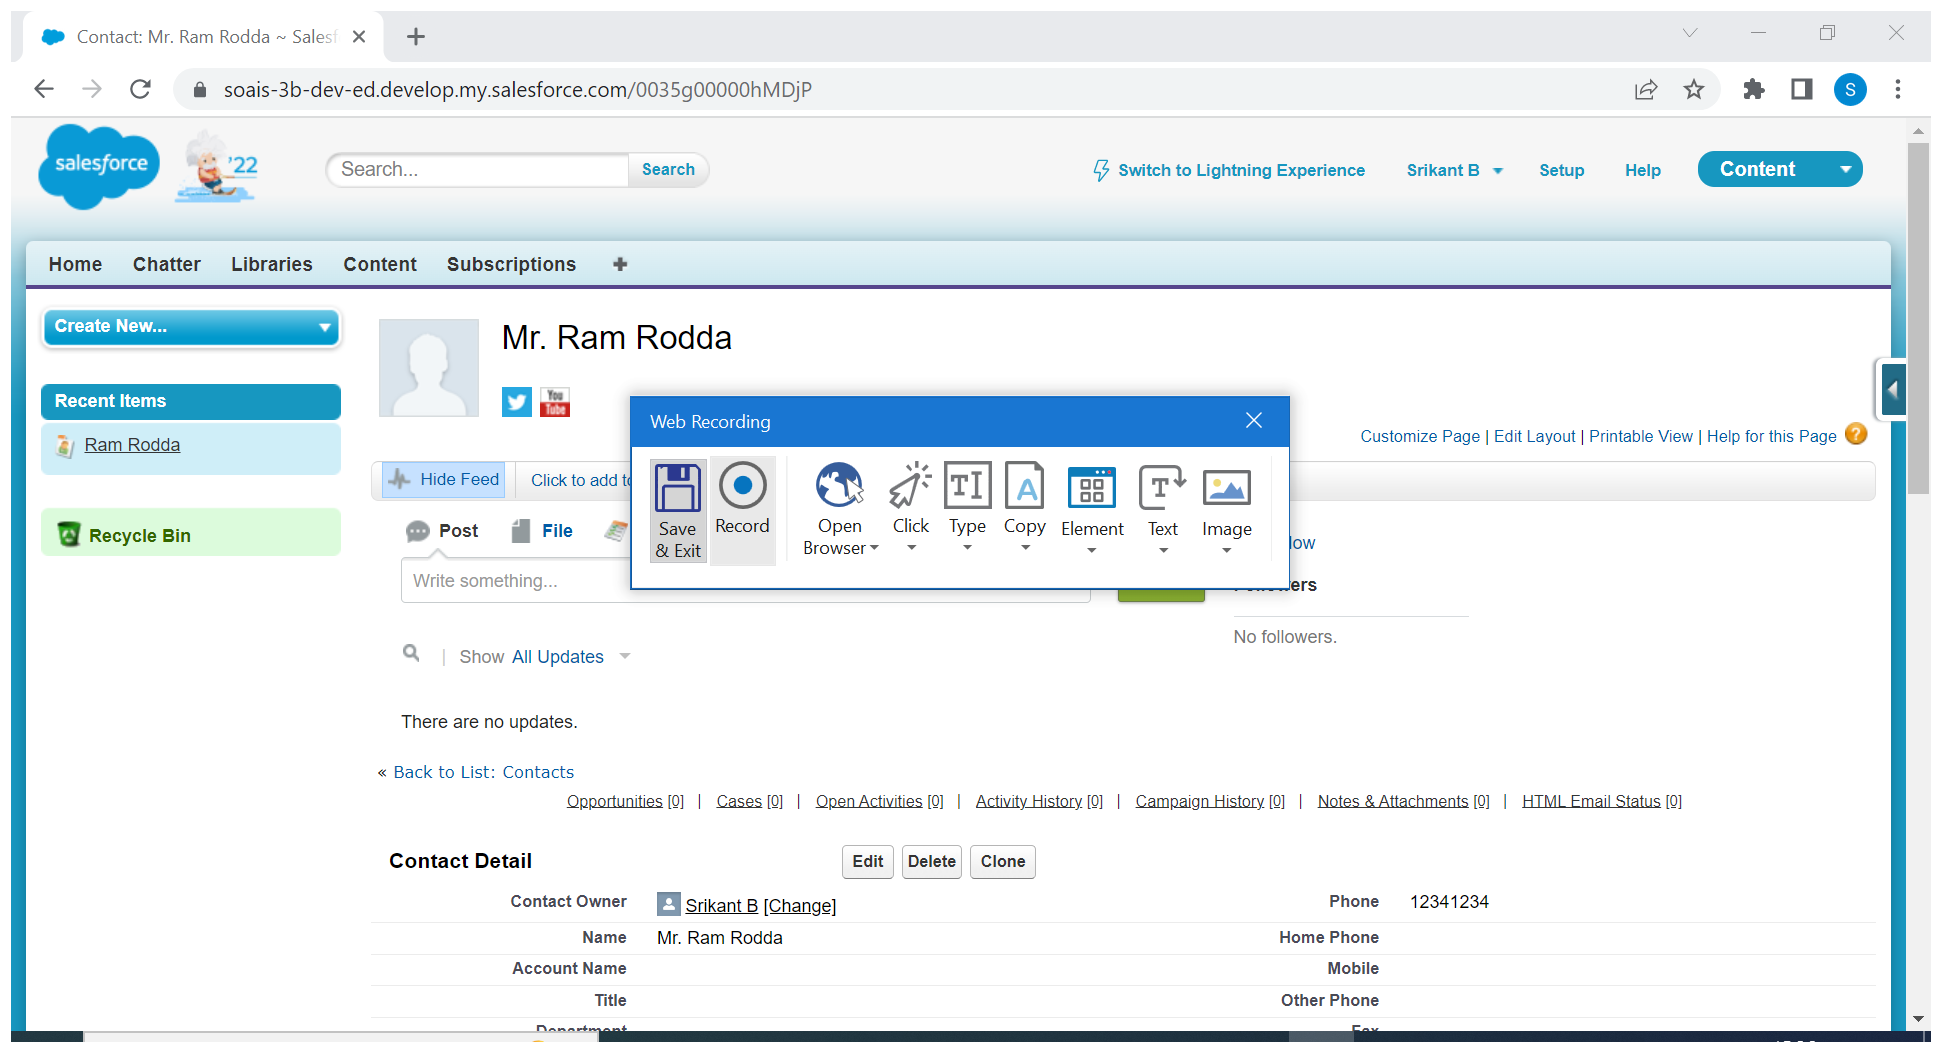 Contact: Mr. Ram Rodda ~ Salesf
soais-3b-dev-ed.develop.my.salesforce.com/0035g00000hMDjP
S
salesforce
'22
Search...
Search
Switch to Lightning Experience
Srikant B
Setup
Help
Content
Home Chatter Libraries Content Subscriptions
Create New...
Recent Items
Ram Rodda
Recycle Bin
Mr. Ram Rodda
You
Tube
Customize Page | Edit Layout | Printable View | Help for this Page
?
Hide Feed
Click to add to
Web Recording
Save
& Exit
Record
Open
Browser
Click
Type
Copy
Element
Text
Image
Post
File
Write something...
Show All Updates
No followers.
There are no updates.
« Back to List: Contacts
Opportunities [0] | Cases [0] | Open Activities [0] | Activity History [0] | Campaign History [0] | Notes & Attachments [0] | HTML Email Status [0]
Contact Detail
Edit
Delete
Clone
Contact Owner Srikant B [Change] Phone 12341234
Name Mr. Ram Rodda Home Phone
Account Name Mobile
Title Other Phone
Department Fax